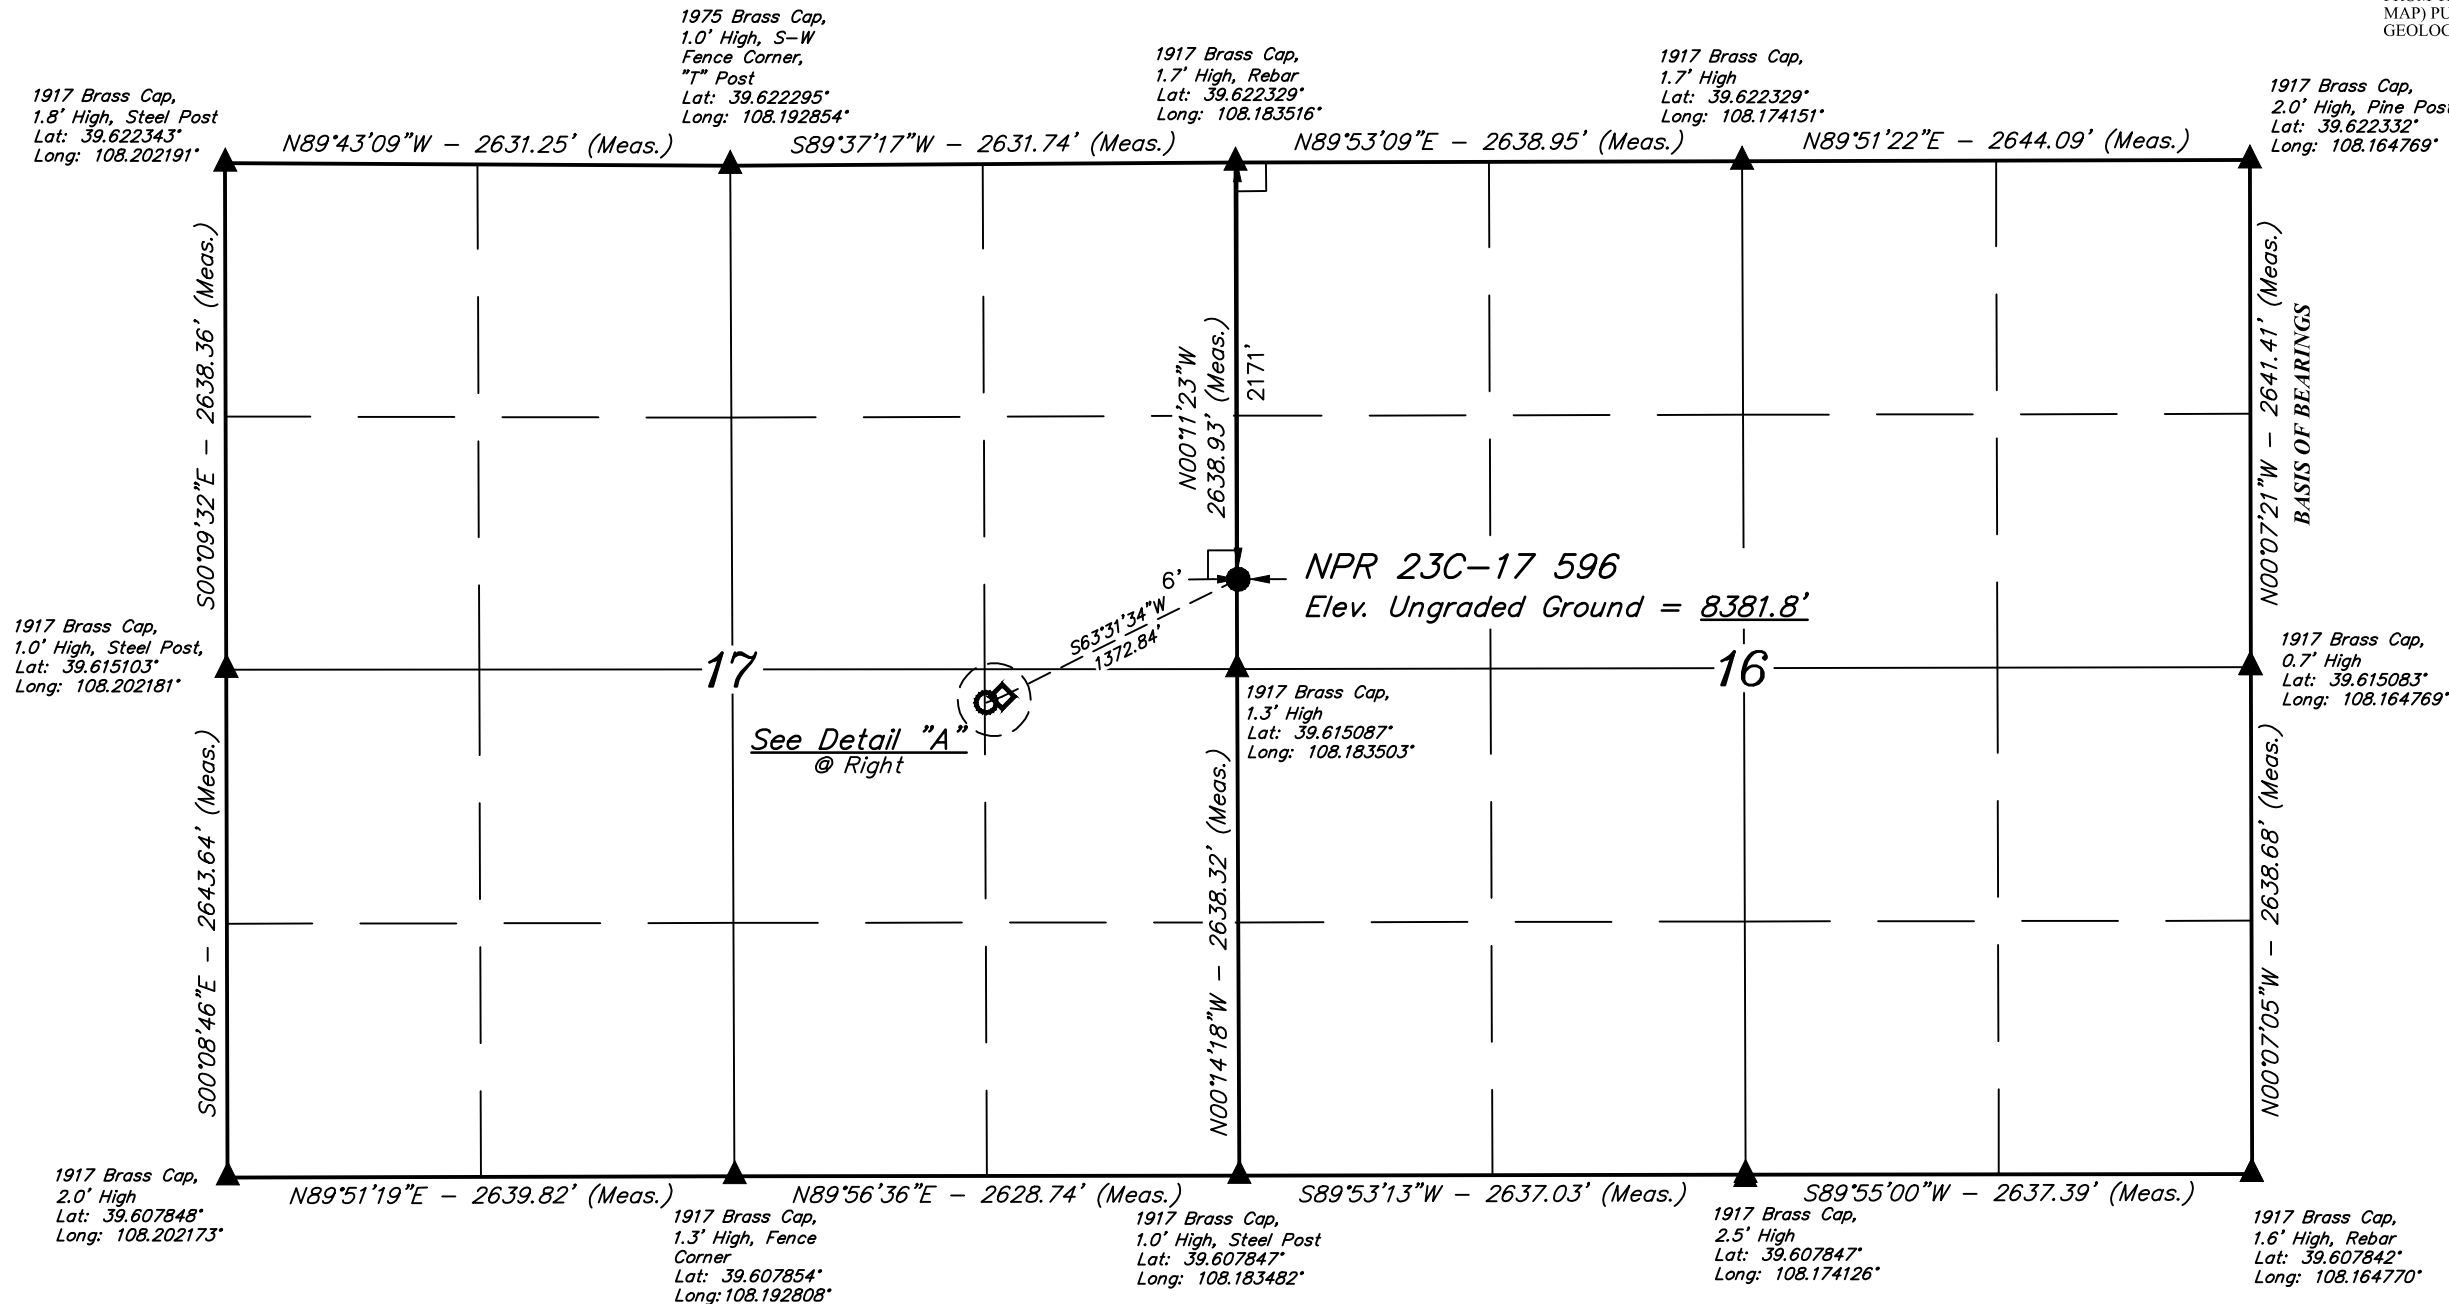 MAP) PU
GEOLOC
1975 Brass Cap,
1.0' High, S-W
Fence Corner,
"T" Post
Lat: 39.622295°
Long: 108.192854°
1917 Brass Cap,
1.7' High, Rebar
Lat: 39.622329°
Long: 108.183516°
1917 Brass Cap,
1.7' High
Lat: 39.622329°
Long: 108.174151°
1917 Brass Cap,
2.0' High, Pine Post
Lat: 39.622332°
Long: 108.164769°
1917 Brass Cap,
1.8' High, Steel Post
Lat: 39.622343°
Long: 108.202191°
N89°43'09"W - 2631.25' (Meas.)
S89°37'17"W - 2631.74' (Meas.)
N89°53'09"E - 2638.95' (Meas.)
N89°51'22"E - 2644.09' (Meas.)
S00°09'32"E - 2638.36' (Meas.)
N00°11'23"W
2638.93' (Meas.)
2171'
N00°07'21"W - 2641.41' (Meas.)
BASIS OF BEARINGS
6'
NPR 23C-17 596
Elev. Ungraded Ground = 8381.8'
S63°31'34"W
1372.84'
1917 Brass Cap,
1.0' High, Steel Post,
Lat: 39.615103°
Long: 108.202181°
17
16
1917 Brass Cap,
0.7' High
Lat: 39.615083°
Long: 108.164769°
1917 Brass Cap,
1.3' High
Lat: 39.615087°
Long: 108.183503°
See Detail "A"
@ Right
S00°08'46"E - 2643.64' (Meas.)
N00°14'18"W - 2638.32' (Meas.)
N00°07'05"W - 2638.68' (Meas.)
N89°51'19"E - 2639.82' (Meas.)
N89°56'36"E - 2628.74' (Meas.)
S89°53'13"W - 2637.03' (Meas.)
S89°55'00"W - 2637.39' (Meas.)
1917 Brass Cap,
2.0' High
Lat: 39.607848°
Long: 108.202173°
1917 Brass Cap,
1.3' High, Fence
Corner
Lat: 39.607854°
Long: 108.192808°
1917 Brass Cap,
1.0' High, Steel Post
Lat: 39.607847°
Long: 108.183482°
1917 Brass Cap,
2.5' High
Lat: 39.607847°
Long: 108.174126°
1917 Brass Cap,
1.6' High, Rebar
Lat: 39.607842°
Long: 108.164770°